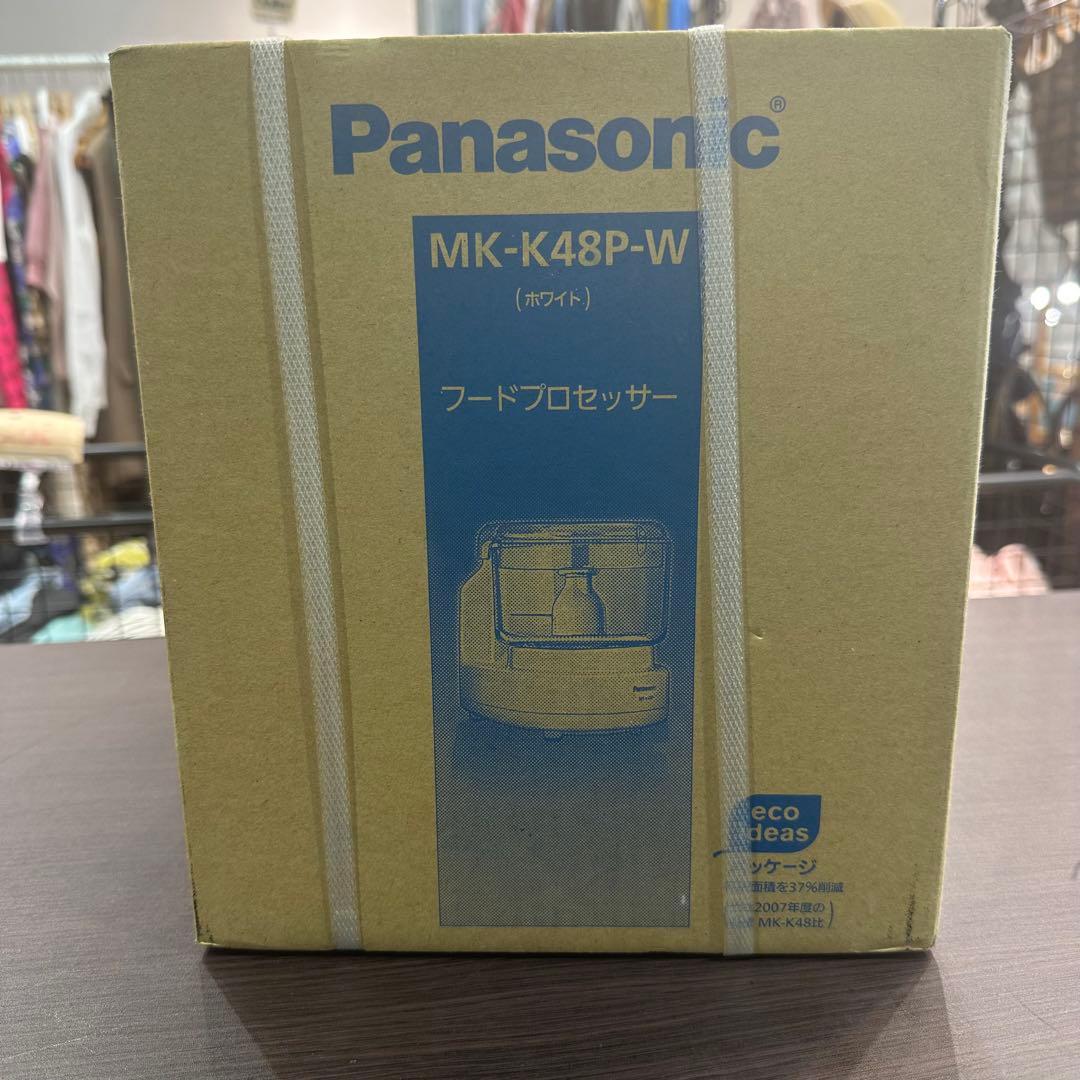 Panasonic®
MK-K48P-W
(ホワイト)
フードプロセッサー
Panasonic
eco
ideas
ッケージ
面積を37%削減
2007年度の
MK-K48比)